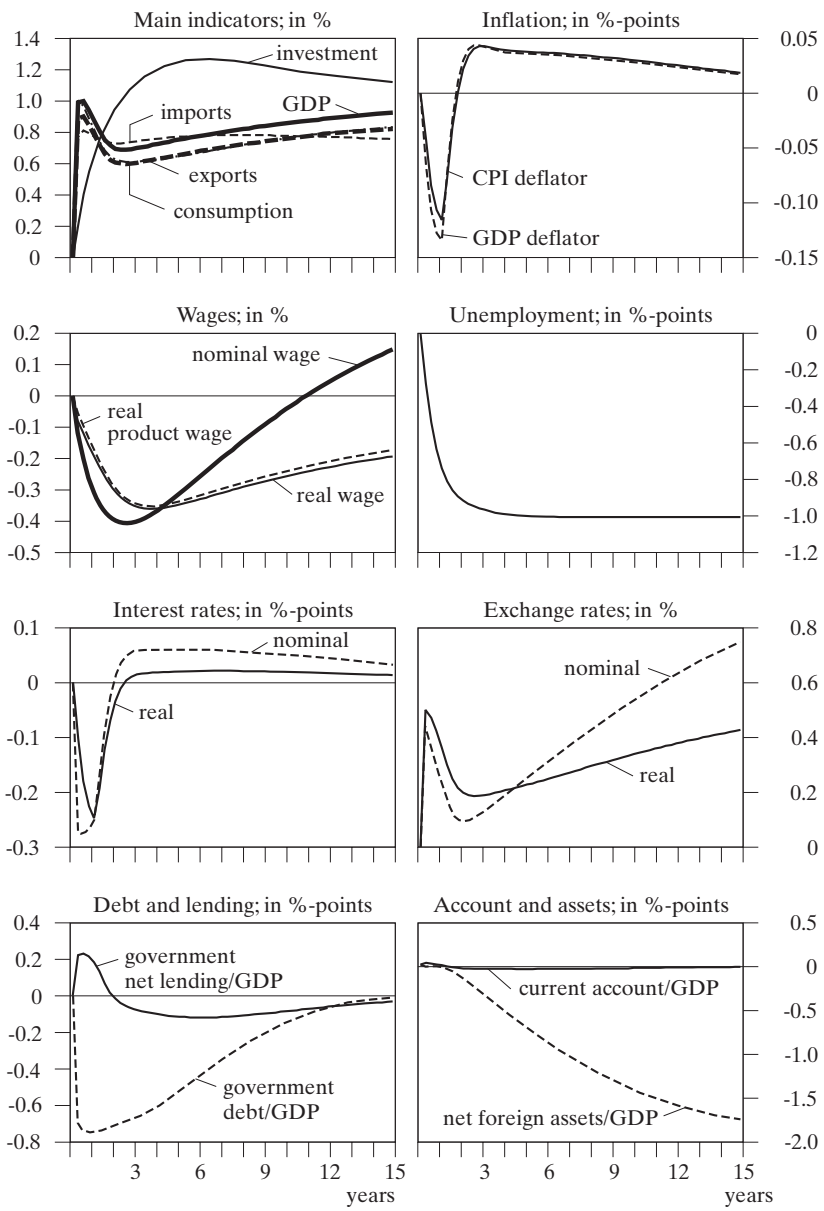 Main indicators; in %
1.4
1.2
1.0
0.8
0.6
0.4
0.2
0
investment
imports
GDP
exports
consumption
Inflation; in %-points
0.05
0
-0.05
-0.10
-0.15
CPI deflator
GDP deflator
Wages; in %
0.2
0.1
0
-0.1
-0.2
-0.3
-0.4
-0.5
nominal wage
real
product wage
real wage
Unemployment; in %-points
0
-0.2
-0.4
-0.6
-0.8
-1.0
-1.2
Interest rates; in %-points
0.1
0
-0.1
-0.2
-0.3
nominal
real
Exchange rates; in %
0.8
0.6
0.4
0.2
0
nominal
real
Debt and lending; in %-points
0.4
0.2
0
-0.2
-0.4
-0.6
-0.8
government
net lending/GDP
government
debt/GDP
3 6 9 12 15
years
Account and assets; in %-points
0.5
0
-0.5
-1.0
-1.5
-2.0
current account/GDP
net foreign assets/GDP
3 6 9 12 15
years